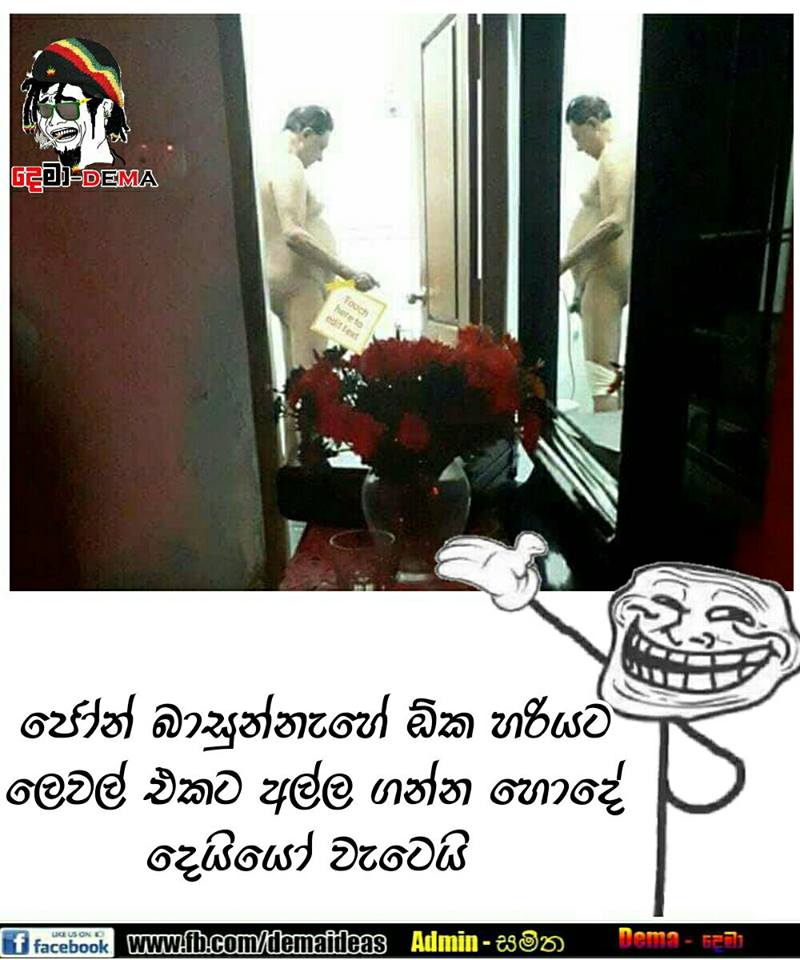 දෙමා-DEMA
Touch
here to
edit text
ජෝන් බාසුන්නැහේ ඕක හරියට
ලෙවල් එකට අල්ල ගන්න හොදේ
දෙයියෝ වැටෙයි
LIKE US ON
facebook
www.fb.com/demaideas
Admin - සමිත
Dema - දෙමා